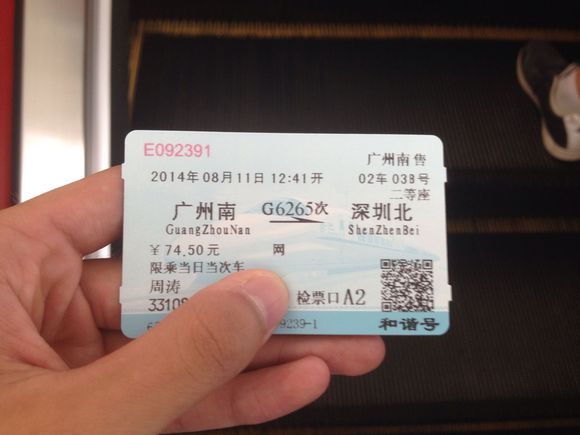 E092391
广州南售
2014年08月11日12:41开
02车03B号
二等座
广州南 G6265次 深圳北
GuangZhouNan ShenZhenBei
￥74.50元 网
限乘当日当次车
周涛
检票口A2
33108
9239-1
和谐号